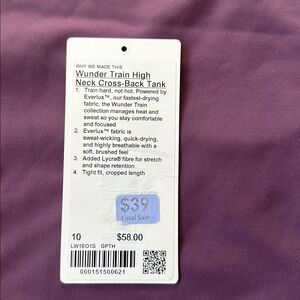 WHY WE MADE THIS
Wunder Train High
Neck Cross-Back Tank
1. Train hard, not hot. Powered by
Everlux™, our fastest-drying
fabric, the Wunder Train
collection manages heat and
sweat so you stay comfortable
and focused
2. Everlux™ fabric is
sweat-wicking, quick-drying,
and highly breathable with a
soft, brushed feel
3. Added Lycra® fibre for stretch
and shape retention
4. Tight fit, cropped length
$39
Final Sale
10 $58.00
LW1EO1S GPTH
000151500621